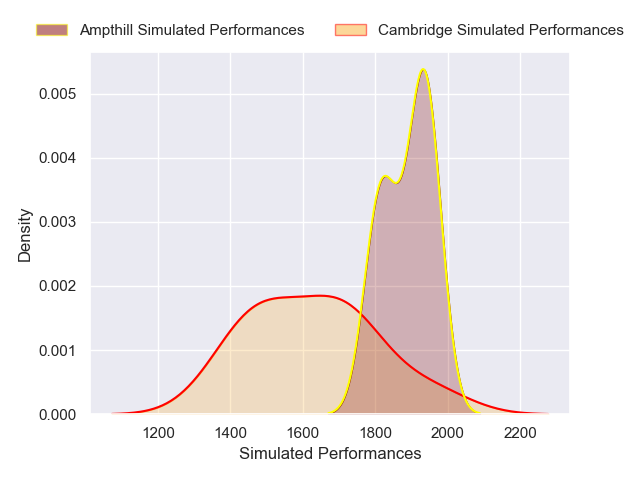 Ampthill Simulated Performances Cambridge Simulated Performances
0.005
0.004
0.003
0.002
0.001
0.000
Density
1200 1400 1600 1800 2000 2200
Simulated Performances